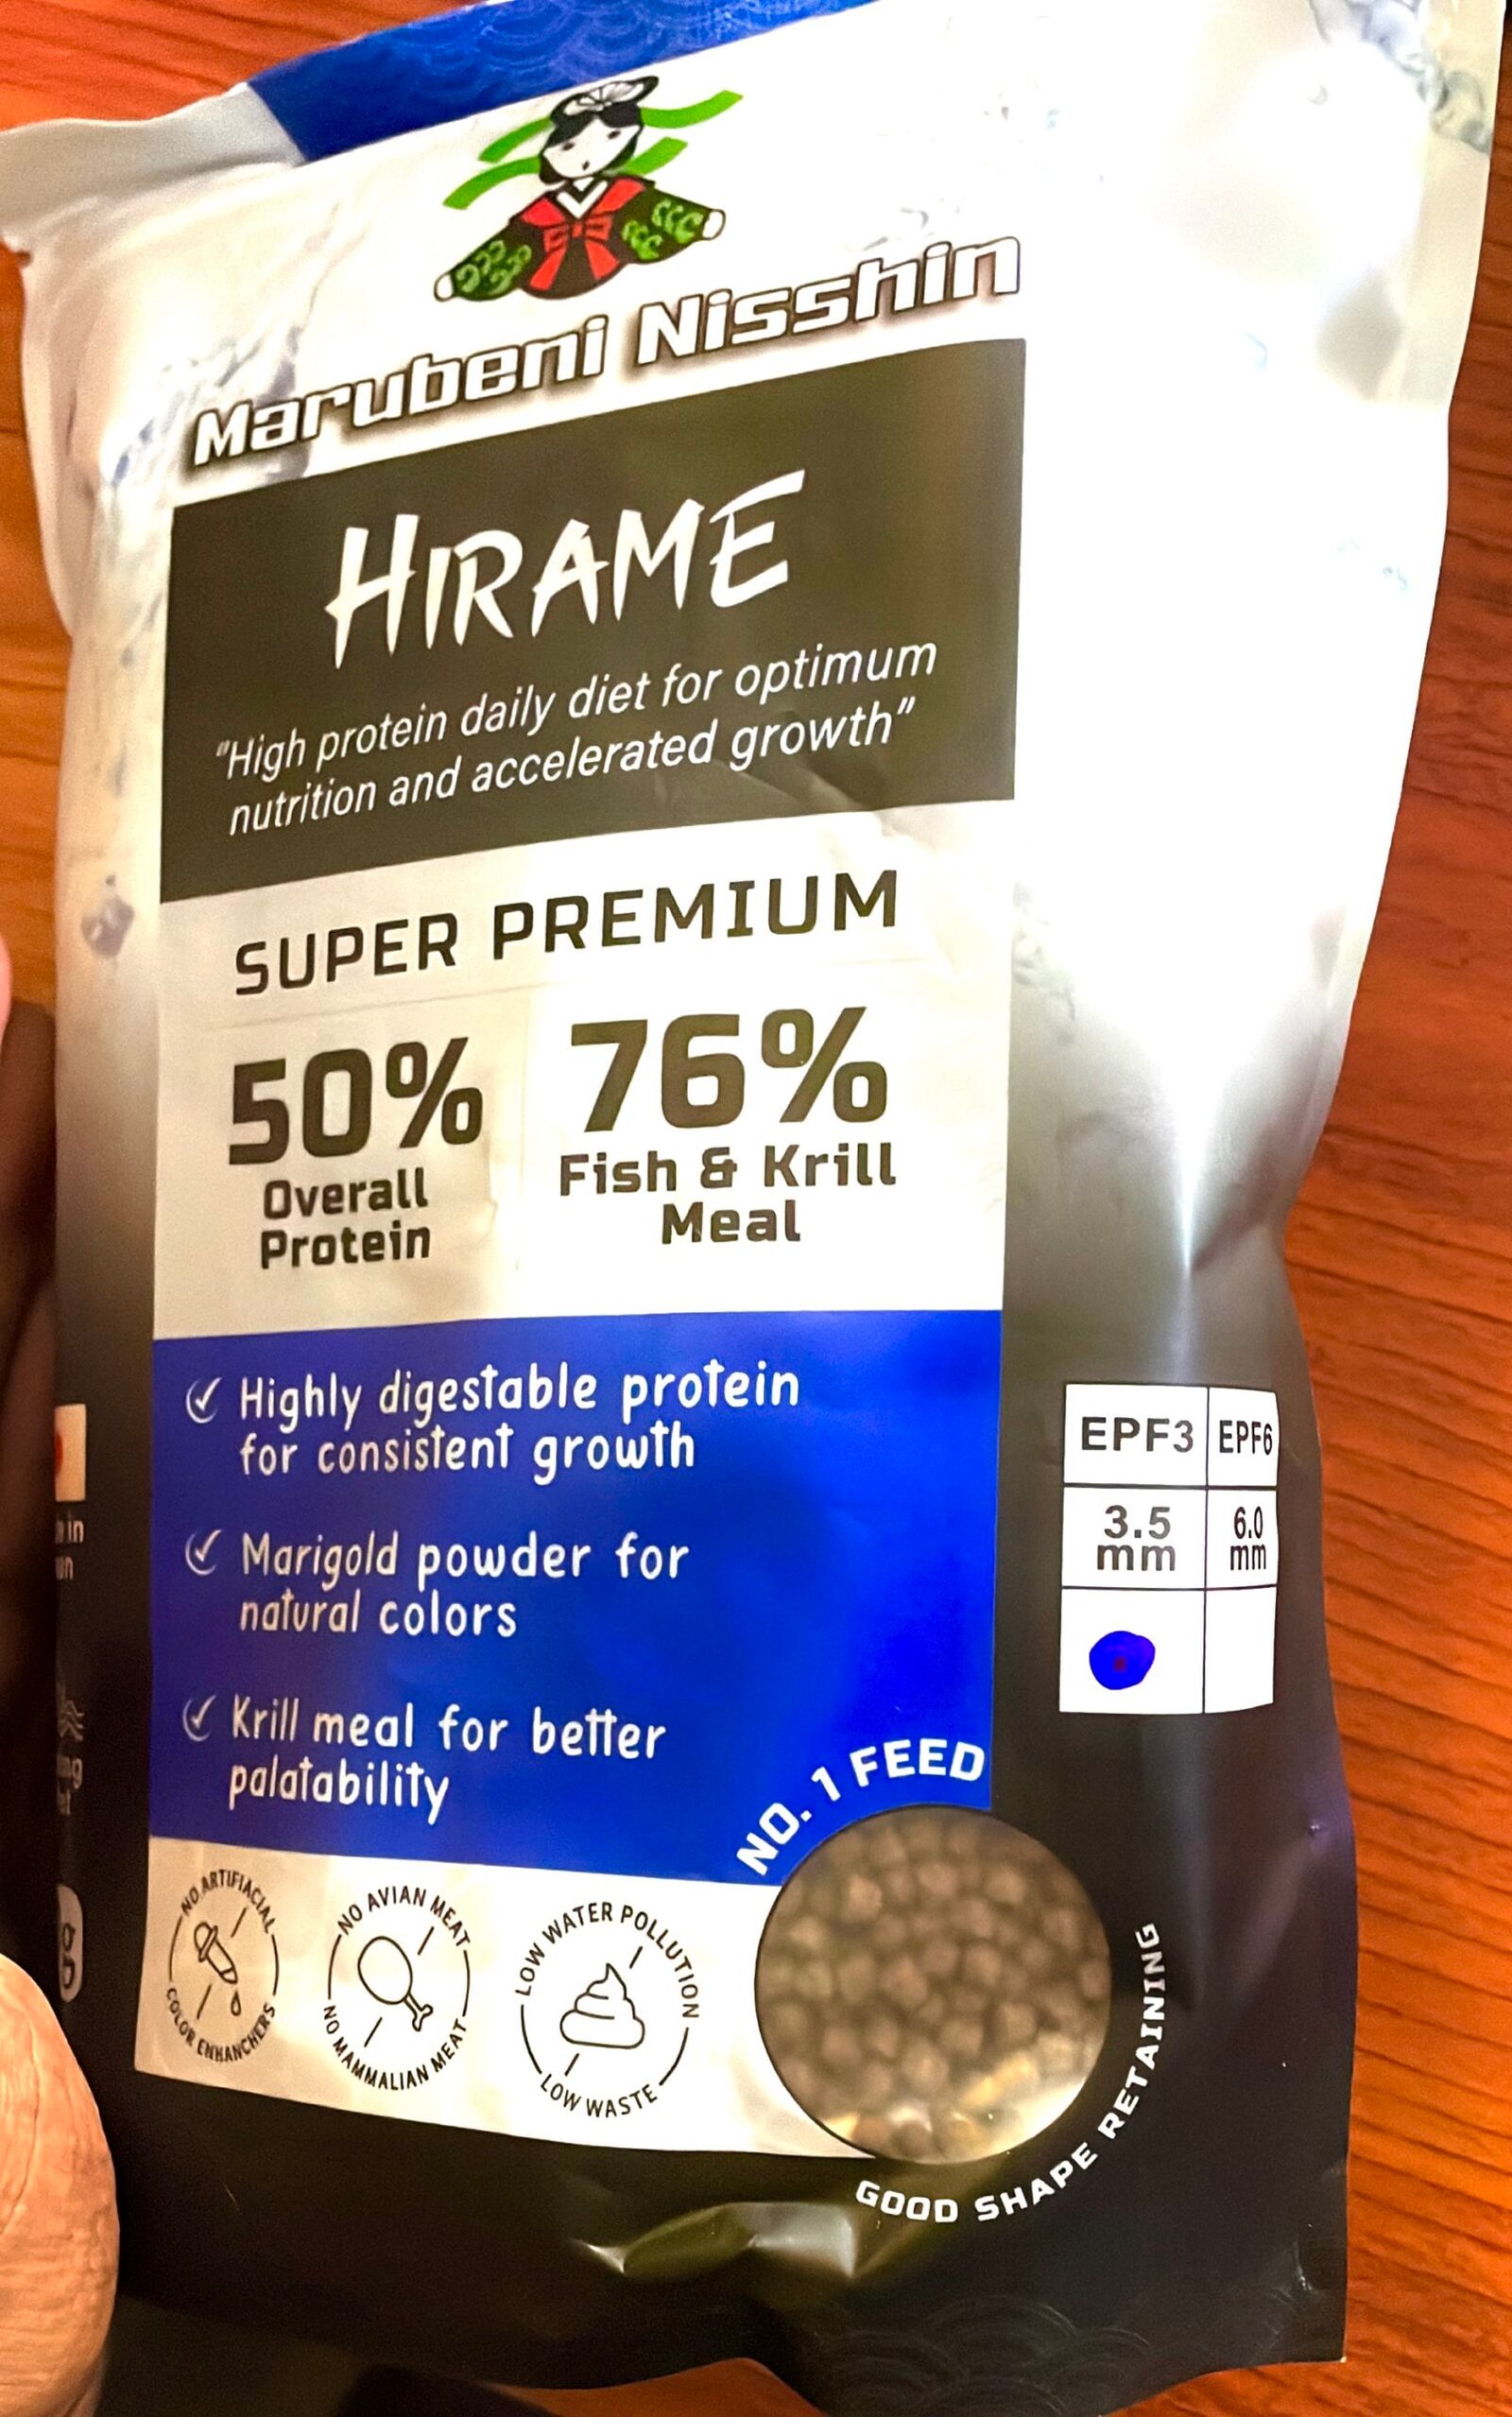 Marubeni Nisshin
HIRAME
"High protein daily diet for optimum
nutrition and accelerated growth"
SUPER PREMIUM
50%
Overall
Protein
76%
Fish & Krill
Meal
Highly digestable protein
for consistent growth
Marigold powder for
natural colors
Krill meal for better
palatability
EPF3 EPF6
3.5 6.0
mm mm
NO. 1 FEED
GOOD SHAPE RETAINING
NO ARTIFIACIAL
COLOR ENHANCHERS
NO AVIAN MEAT
NO MAMMALIAN MEAT
LOW WATER POLLUTION
LOW WASTE